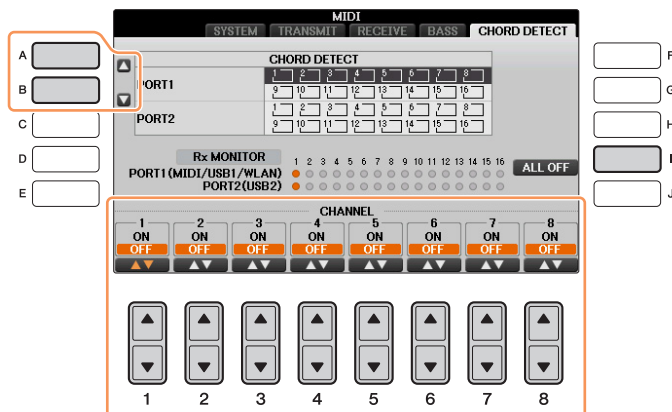 MIDI
SYSTEM TRANSMIT RECEIVE BASS CHORD DETECT
A
F
CHORD DETECT
PORT1
1 2 3 4 5 6 7 8
B
G
9 10 11 12 13 14 15 16
C
PORT2
1 2 3 4 5 6 7 8
H
9 10 11 12 13 14 15 16
D
Rx MONITOR
1 2 3 4 5 6 7 8 9 10 11 12 13 14 15 16
ALL OFF
I
PORT1(MIDI/USB1/WLAN)
PORT2(USB2)
E
J
CHANNEL
1 2 3 4 5 6 7 8
ON ON ON ON ON ON ON ON
OFF OFF OFF OFF OFF OFF OFF OFF
1 2 3 4 5 6 7 8